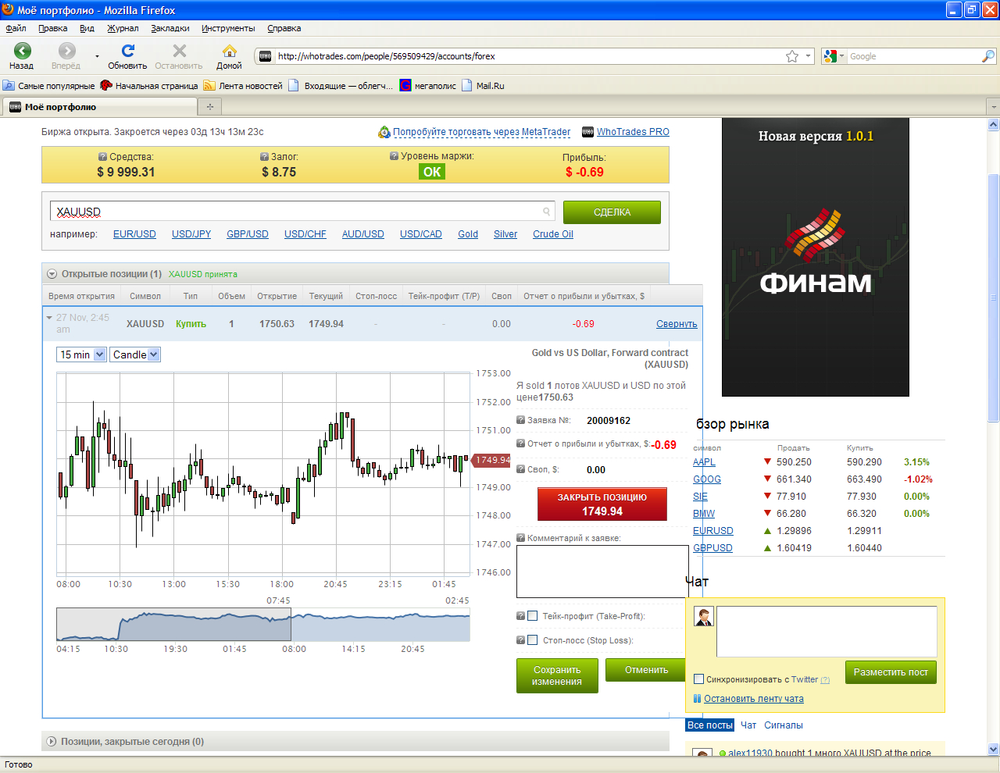 Моё портфолио - Mozilla Firefox
Файл Правка Вид Журнал Закладки Инструменты Справка
Назад Вперёд Обновить Остановить Домой
WHO http://whotrades.com/people/569509429/accounts/forex Google
Самые популярные Начальная страница Лента новостей Входящие — облегч... мегаполис Mail.Ru
WHO Моё портфолио
Биржа открыта. Закроется через 03д 13ч 13м 23с Попробуйте торговать через MetaTrader WHO WhoTrades PRO
? Средства: ? Залог: ? Уровень маржи: Прибыль:
$ 9 999.31 $ 8.75 OK $ -0.69
XAUUSD СДЕЛКА
например: EUR/USD USD/JPY GBP/USD USD/CHF AUD/USD USD/CAD Gold Silver Crude Oil
Открытые позиции (1) XAUUSD принята
Время открытия Символ Тип Объем Открытие Текущий Стоп-лосс Тейк-профит (T/P) Своп Отчет о прибыли и убытках, $
27 Nov, 2:45 am XAUUSD Купить 1 1750.63 1749.94 - - 0.00 -0.69 Свернуть
15 min Candle
1753.00
1752.00
1751.00
1749.94
1749.00
1748.00
1747.00
1746.00
08:00 10:30 13:00 15:30 18:00 20:45 23:15 01:45
07:45 02:45
04:15 10:30 19:30 01:45 08:00 14:15 20:45
Gold vs US Dollar, Forward contract
(XAUUSD)
Я sold 1 лотов XAUUSD и USD по этой
цене1750.63
? Заявка №: 20009162
? Отчет о прибыли и убытках, $:-0.69
? Своп, $: 0.00
ЗАКРЫТЬ ПОЗИЦИЮ
1749.94
? Комментарий к заявке:
? Тейк-профит (Take-Profit):
? Стоп-лосс (Stop Loss):
Сохранить
изменения
Отменить
Позиции, закрытые сегодня (0)
Новая версия 1.0.1
ФИНАМ
бзор рынка
символ Продать Купить
AAPL 590.250 590.290 3.15%
GOOG 661.340 663.490 -1.02%
SIE 77.910 77.930 0.00%
BMW 66.280 66.320 0.00%
EURUSD 1.29896 1.29911
GBPUSD 1.60419 1.60440
Чат
Разместить пост
Синхронизировать с Twitter (?)
Остановить ленту чата
Все посты Чат Сигналы
alex11930 bought 1 много XAUUSD at the price
Готово